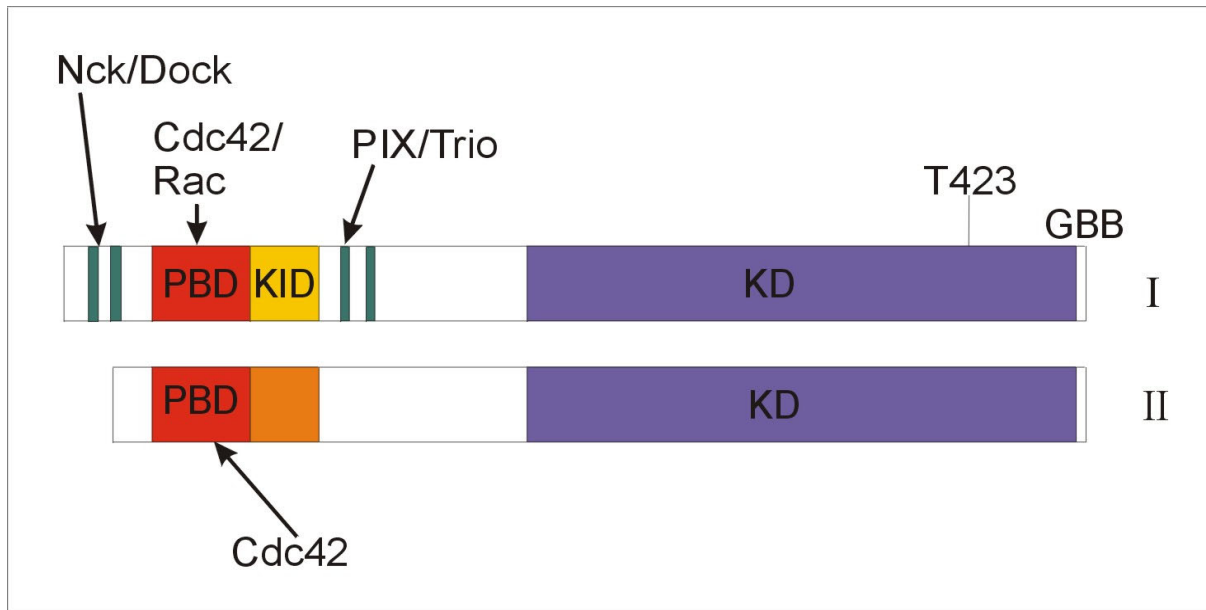 Nck/Dock
Cdc42/
Rac
PIX/Trio
T423
GBB
PBD
KID
KD
I
PBD
KD
II
Cdc42